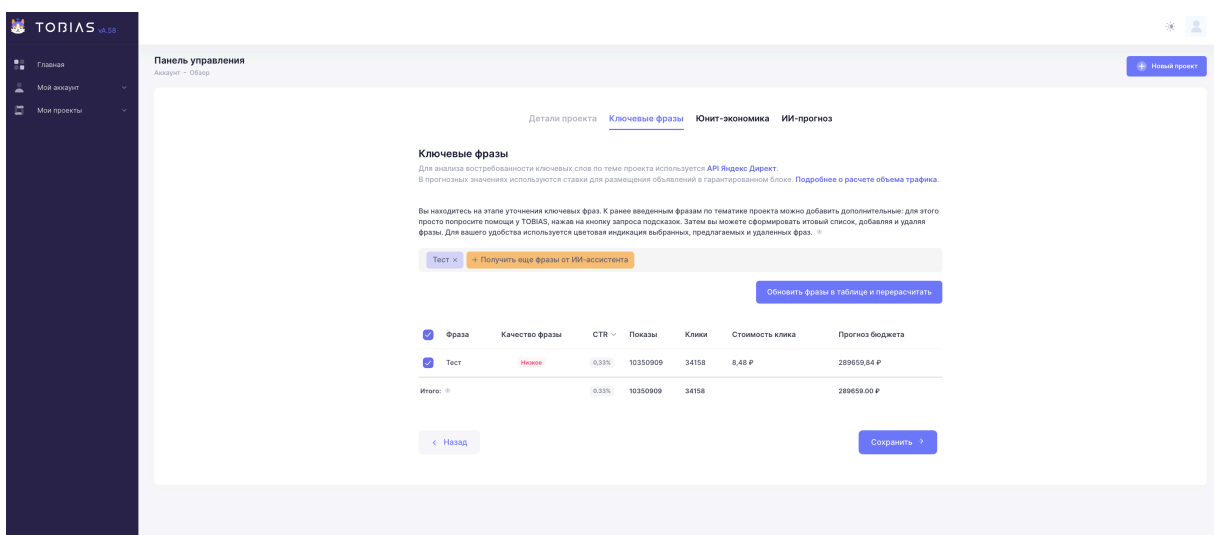 TOBIAS vA.58
Главная
Мой аккаунт
Мои проекты
Панель управления
Аккаунт - Обзор
Новый проект
Детали проекта Ключевые фразы Юнит-экономика ИИ-прогноз
Ключевые фразы
Для анализа востребованности ключевых слов по теме проекта используется API Яндекс Директ.
В прогнозных значениях используются ставки для размещения объявлений в гарантированном блоке. Подробнее о расчете объема трафика.
Вы находитесь на этапе уточнения ключевых фраз. К ранее введенным фразам по тематике проекта можно добавить дополнительные: для этого
просто попросите помощи у TOBIAS, нажав на кнопку запроса подсказок. Затем вы можете сформировать итовый список, добавляя и удаляя
фразы. Для вашего удобства используется цветовая индикация выбранных, предлагаемых и удаленных фраз.
Тест × + Получить еще фразы от ИИ-ассистента
Обновить фразы в таблице и перерасчитать
Фраза Качество фразы CTR Показы Клики Стоимость клика Прогноз бюджета
Тест Низкое 0,33% 10350909 34158 8,48 ₽ 289659,84 ₽
Итого: 0.33% 10350909 34158 289659.00 ₽
Назад Сохранить